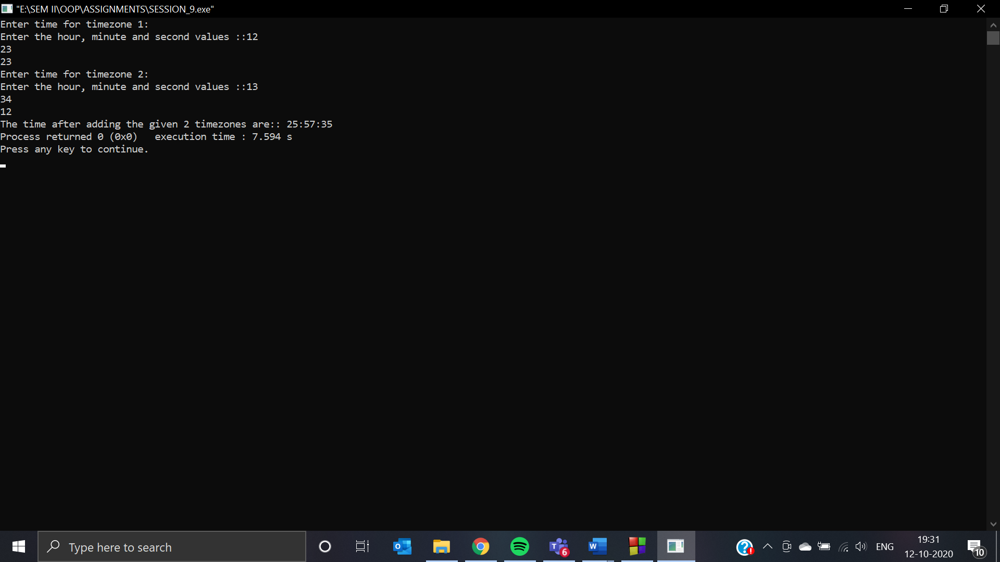 "E:\SEM II\OOP\ASSIGNMENTS\SESSION_9.exe"
Enter time for timezone 1:
Enter the hour, minute and second values ::12
23
23
Enter time for timezone 2:
Enter the hour, minute and second values ::13
34
12
The time after adding the given 2 timezones are:: 25:57:35
Process returned 0 (0x0)   execution time : 7.594 s
Press any key to continue.
Type here to search
6
ENG
19:31
12-10-2020
10